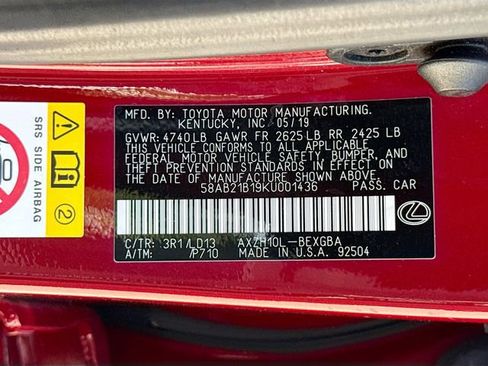 SRS SIDE AIRBAG
2
MFD. BY: TOYOTA MOTOR MANUFACTURING.
KENTUCKY, INC 05/19
GVWR: 4740LB GAWR FR 2625LB RR 2425 LB
THIS VEHICLE CONFORMS TO ALL APPLICABLE
FEDERAL MOTOR VEHICLE SAFETY, BUMPER, AND
THEFT PREVENTION STANDARDS IN EFFECT ON
THE DATE OF MANUFACTURE SHOWN ABOVE.
58AB21B19KU001436 PASS. CAR
C/TR: 3R1/LD13 AXZH10L-BEXGBA
A/TM: /P710 MADE IN U.S.A. 92504